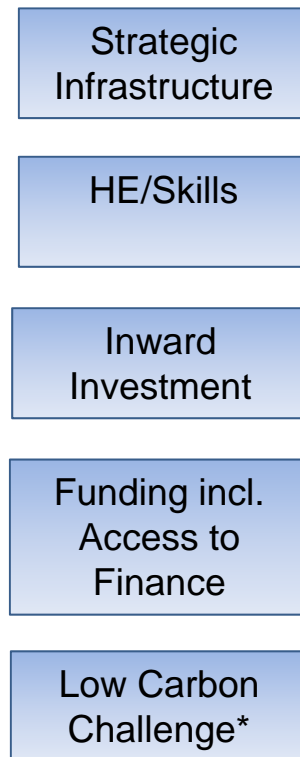 Strategic
Infrastructure
HE/Skills
Inward
Investment
Funding incl.
Access to
Finance
Low Carbon
Challenge*